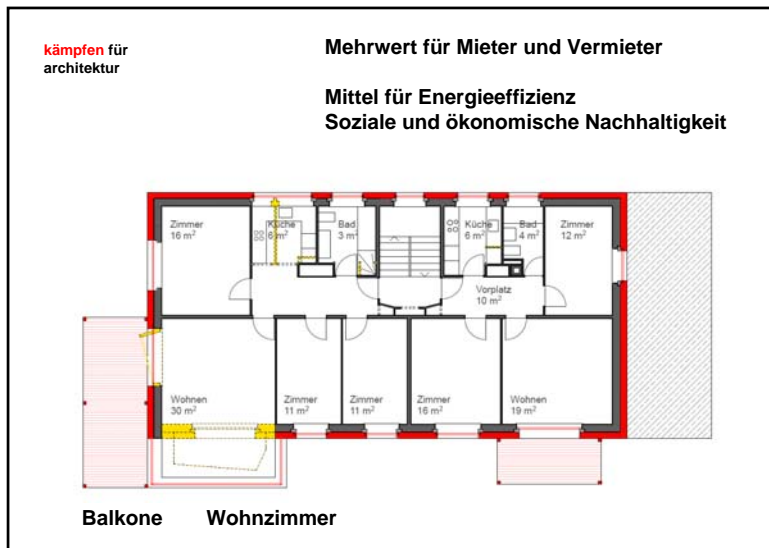 kämpfen für
architektur
Mehrwert für Mieter und Vermieter
Mittel für Energieeffizienz
Soziale und ökonomische Nachhaltigkeit
Zimmer
16 m²
Küche
6 m²
Bad
3 m²
Küche
6 m²
Bad
4 m²
Zimmer
12 m²
Vorplatz
10 m²
Wohnen
30 m²
Zimmer
11 m²
Zimmer
11 m²
Zimmer
16 m²
Wohnen
19 m²
Balkone Wohnzimmer